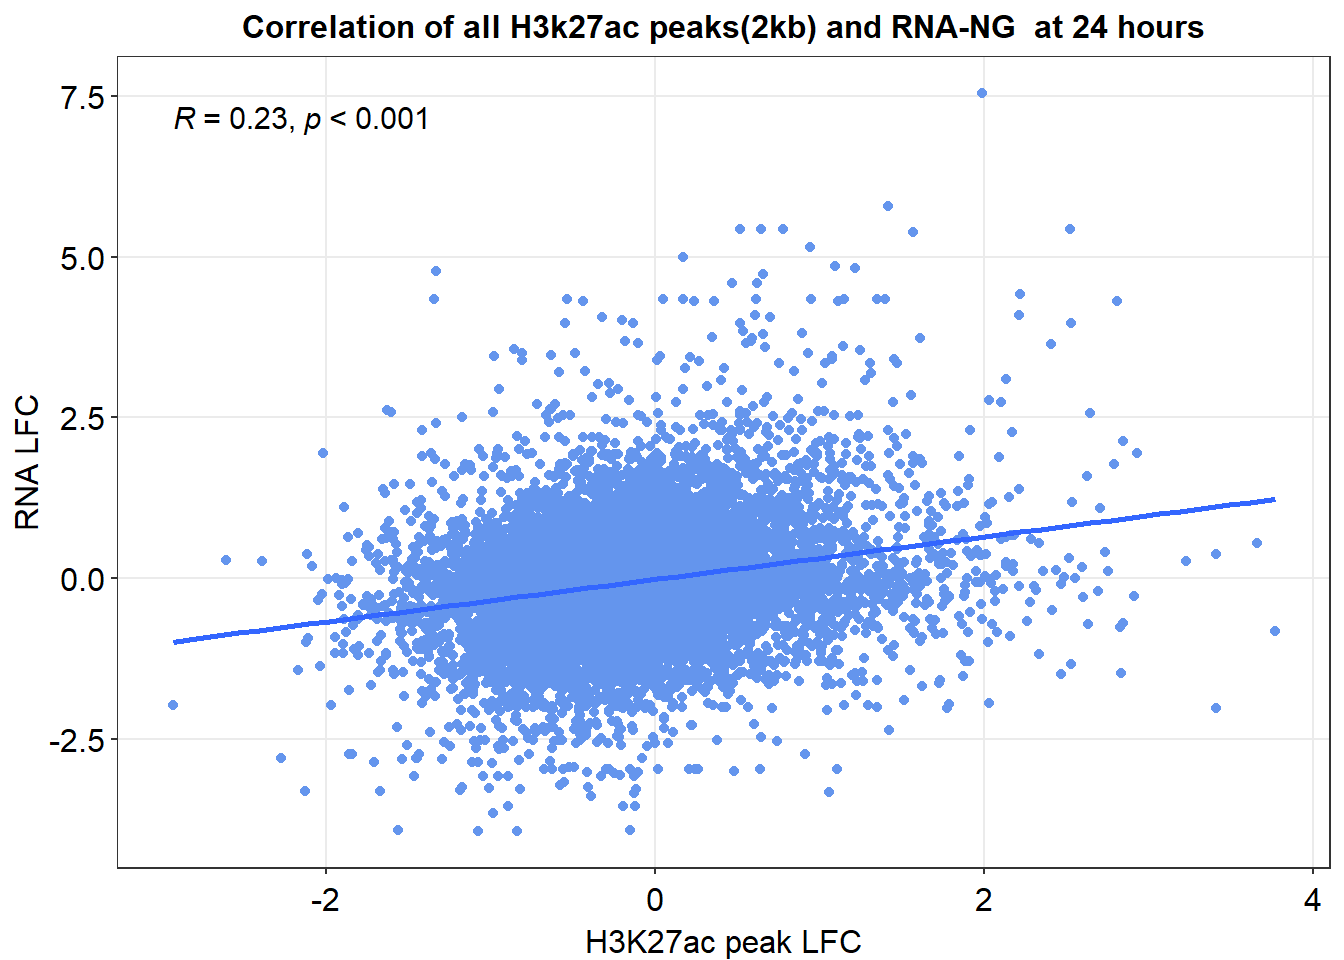 Correlation of all H3k27ac peaks(2kb) and RNA-NG  at 24 hours
R = 0.23, p < 0.001
7.5
5.0
2.5
0.0
-2.5
RNA LFC
-2
0
2
4
H3K27ac peak LFC